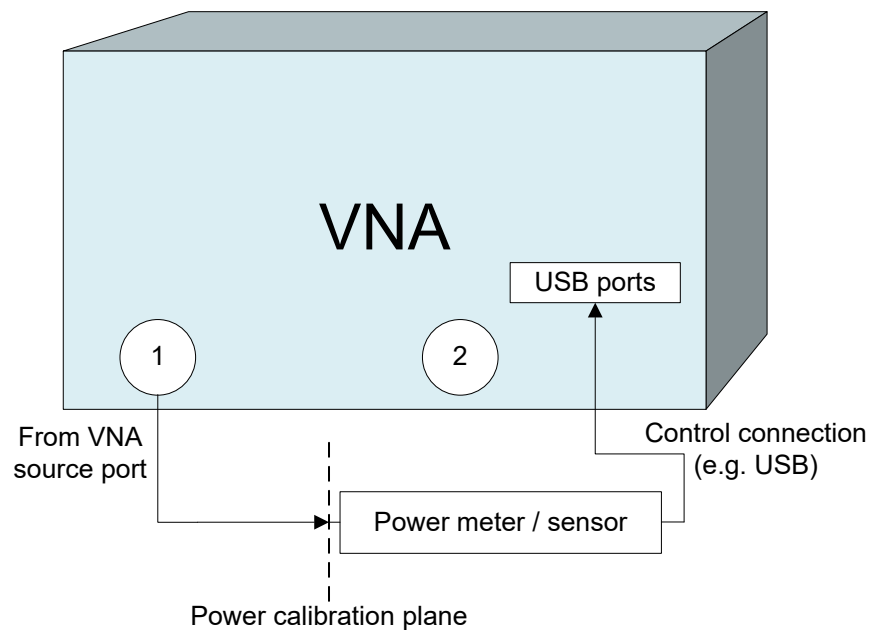 VNA
USB ports
1
2
From VNA
source port
Control connection
(e.g. USB)
Power meter / sensor
Power calibration plane